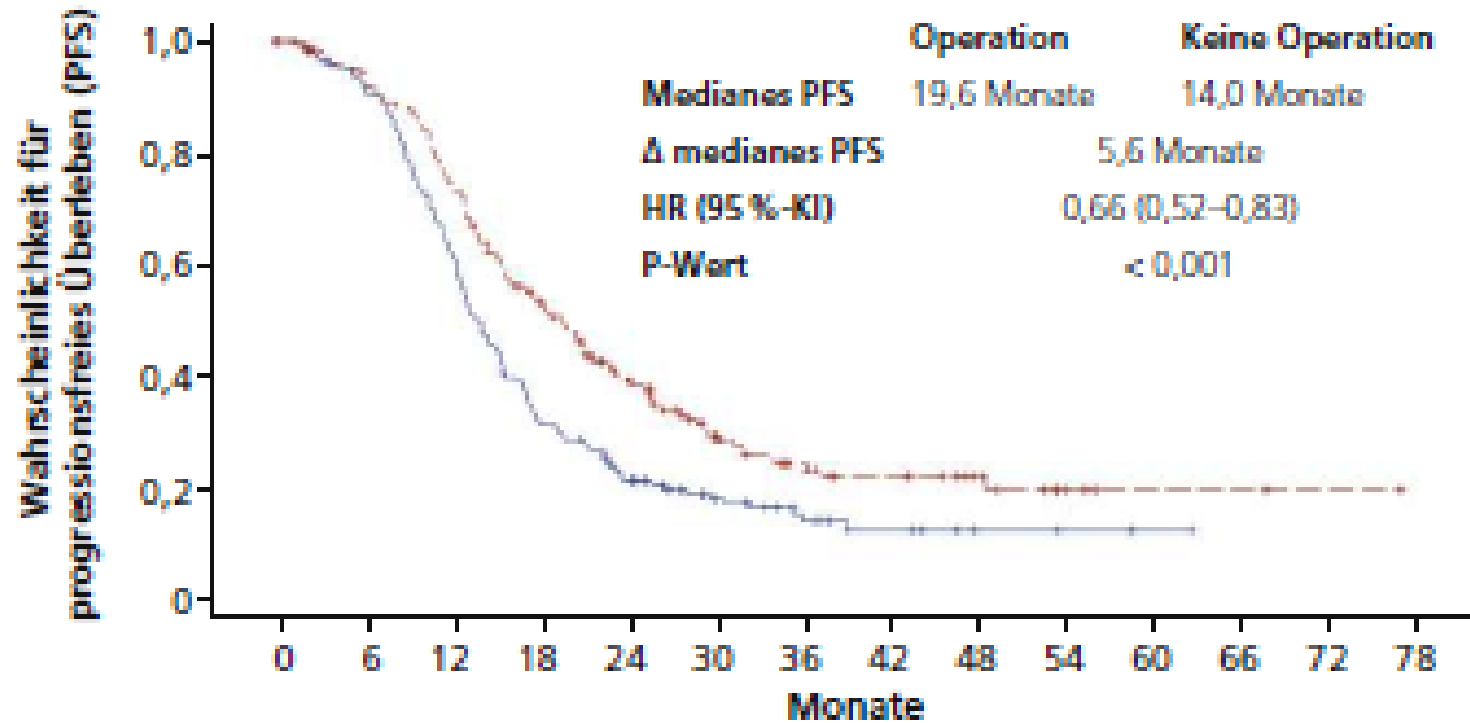 Wahrscheinlichkeit für
progressionsfreies Überleben (PFS)
1,0
0,8
0,6
0,4
0,2
0
Operation Keine Operation
Medianes PFS 19,6 Monate 14,0 Monate
Δ medianes PFS 5,6 Monate
HR (95 %-KI) 0,66 (0,52–0,83)
P-Wert < 0,001
0 6 12 18 24 30 36 42 48 54 60 66 72 78
Monate